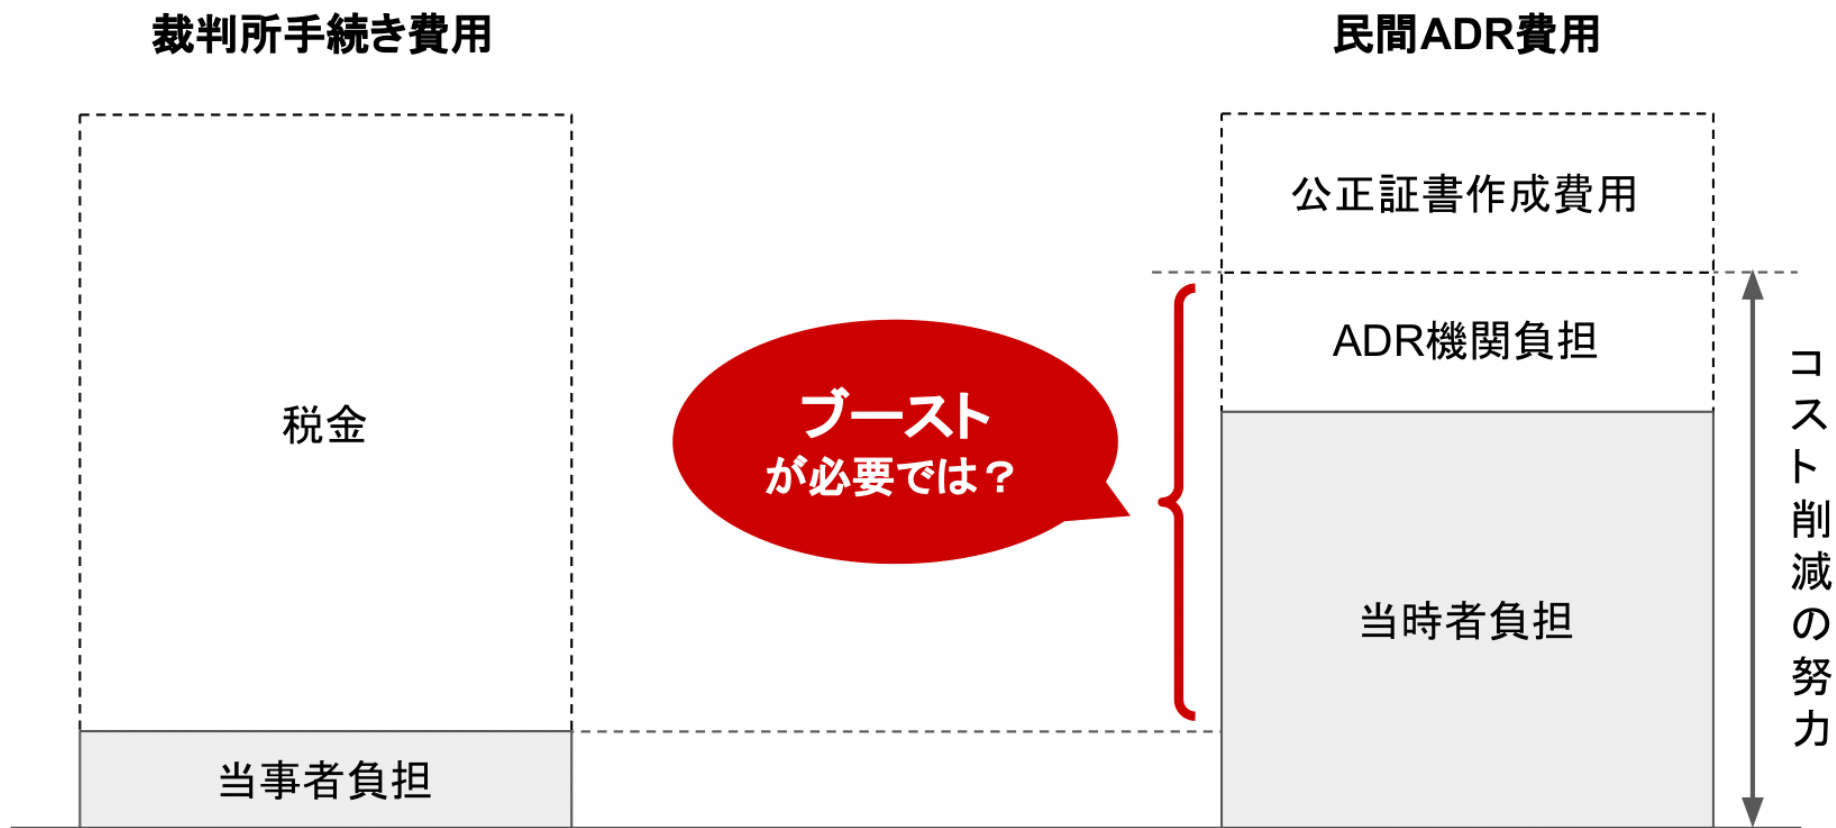 裁判所手続き費用
民間ADR費用
税金
当事者負担
ブースト
が必要では？
公正証書作成費用
ADR機関負担
当時者負担
コスト削減の努力